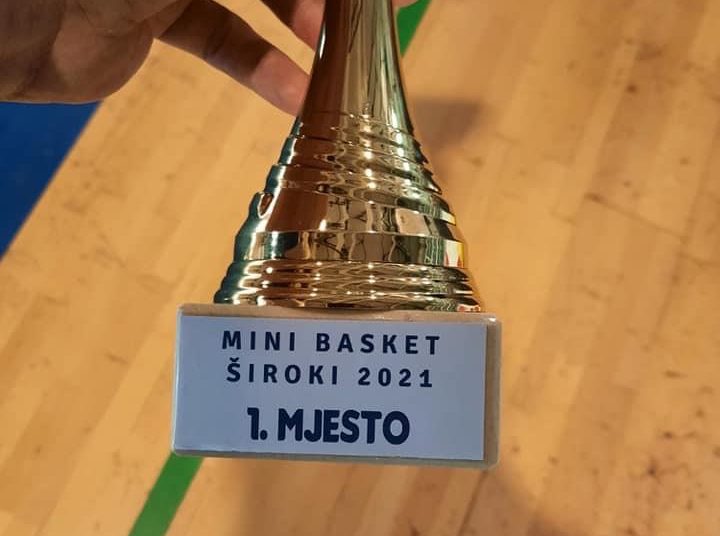 MINI BASKET
ŠIROKI 2021
1. MJESTO